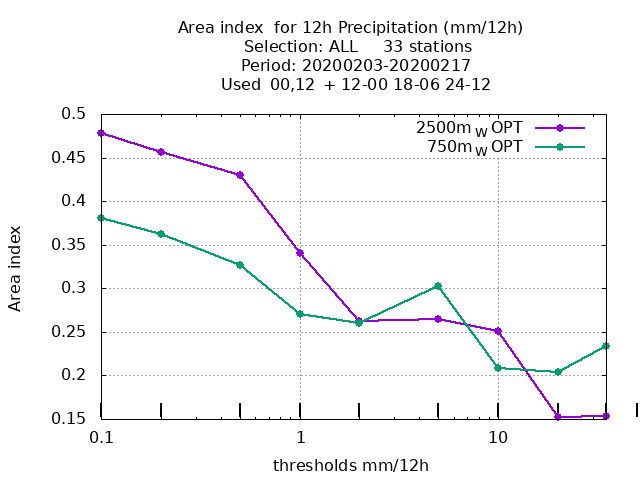 Area index  for 12h Precipitation (mm/12h)
Selection: ALL     33 stations
Period: 20200203-20200217
Used  00,12  + 12-00 18-06 24-12
2500m W OPT
750m W OPT
0.5
0.45
0.4
0.35
0.3
0.25
0.2
0.15
Area index
0.1
1
10
thresholds mm/12h